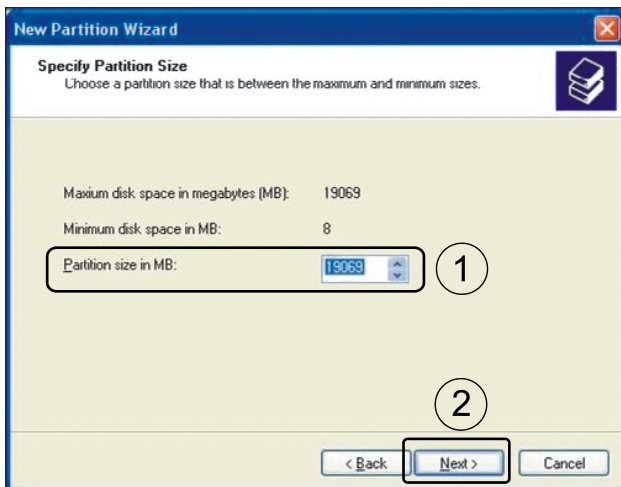 New Partition Wizard
Specify Partition Size
Choose a partition size that is between the maximum and minimum sizes.
Maxium disk space in megabytes (MB): 19069
Minimum disk space in MB: 8
Partition size in MB: 19069
1
2
< Back Next > Cancel